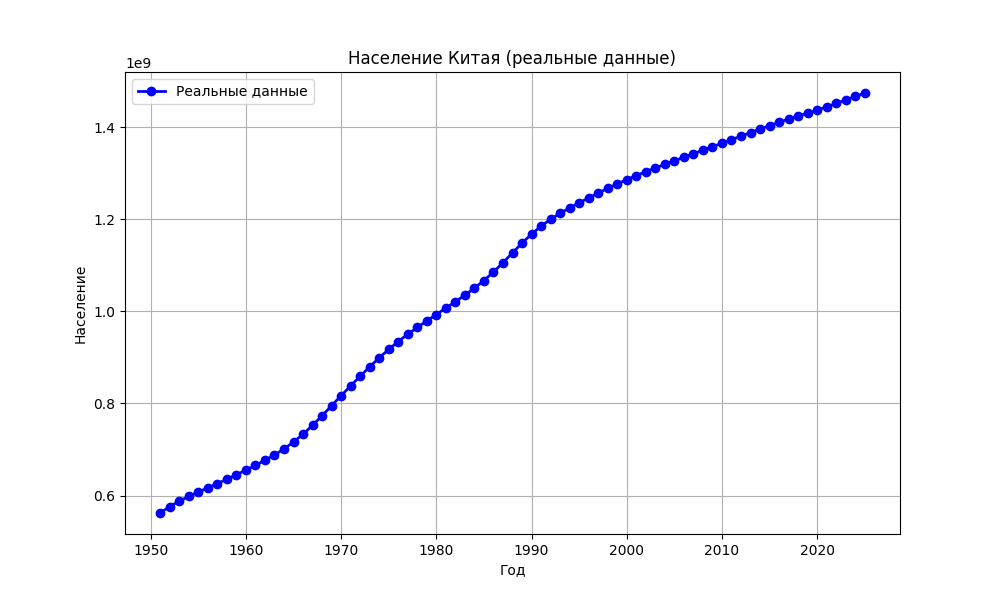 Население Китая (реальные данные)
1e9
Реальные данные
1.4
1.2
1.0
0.8
0.6
Население
1950 1960 1970 1980 1990 2000 2010 2020
Год